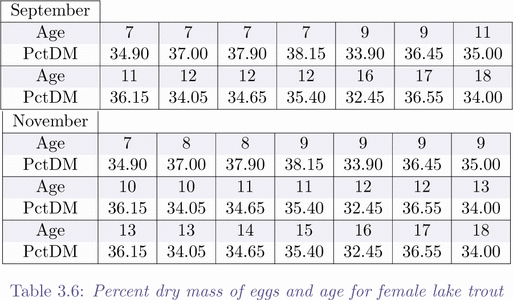 September
Age 7 7 7 7 9 9 11
PctDM 34.90 37.00 37.90 38.15 33.90 36.45 35.00
Age 11 12 12 12 16 17 18
PctDM 36.15 34.05 34.65 35.40 32.45 36.55 34.00
November
Age 7 8 8 9 9 9 9
PctDM 34.90 37.00 37.90 38.15 33.90 36.45 35.00
Age 10 10 11 11 12 12 13
PctDM 36.15 34.05 34.65 35.40 32.45 36.55 34.00
Age 13 13 14 15 16 17 18
PctDM 36.15 34.05 34.65 35.40 32.45 36.55 34.00
Table 3.6: Percent dry mass of eggs and age for female lake trout